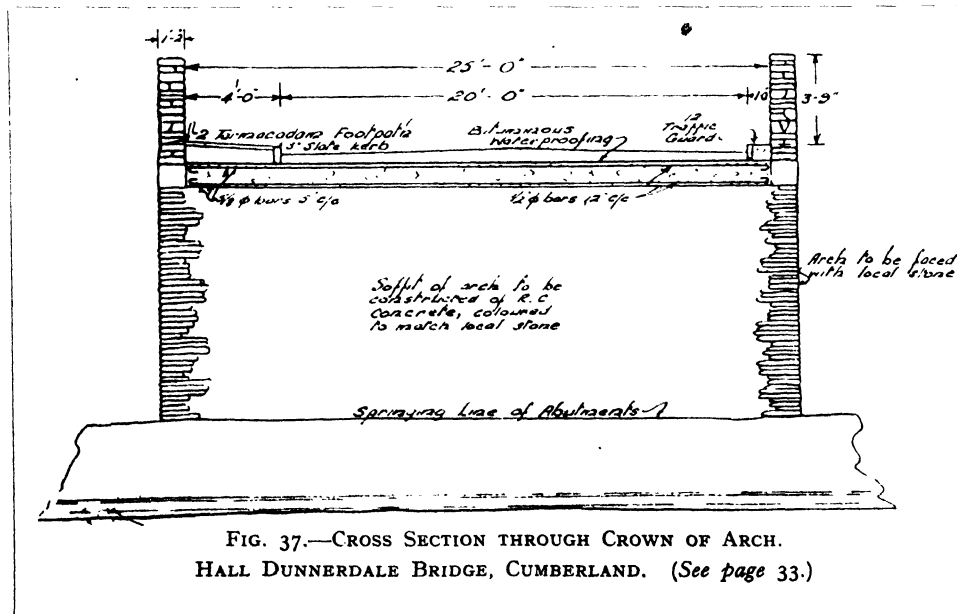 25'-0"
4'-0"
20'-0"
10"
3'-9"
Tarmacadam Footpath
3" Slate Kerb
Bitumenous
Waterproofing
12"
Traffic
Guard.
φ bars 5" c/c
½ φ bars 12" c/c
Arch to be faced
with local stone
Soffit of arch to be
constructed of R.C
concrete, coloured
to match local stone
Springing Line of Abutments
FIG. 37.—CROSS SECTION THROUGH CROWN OF ARCH.
HALL DUNNERDALE BRIDGE, CUMBERLAND. (See page 33.)